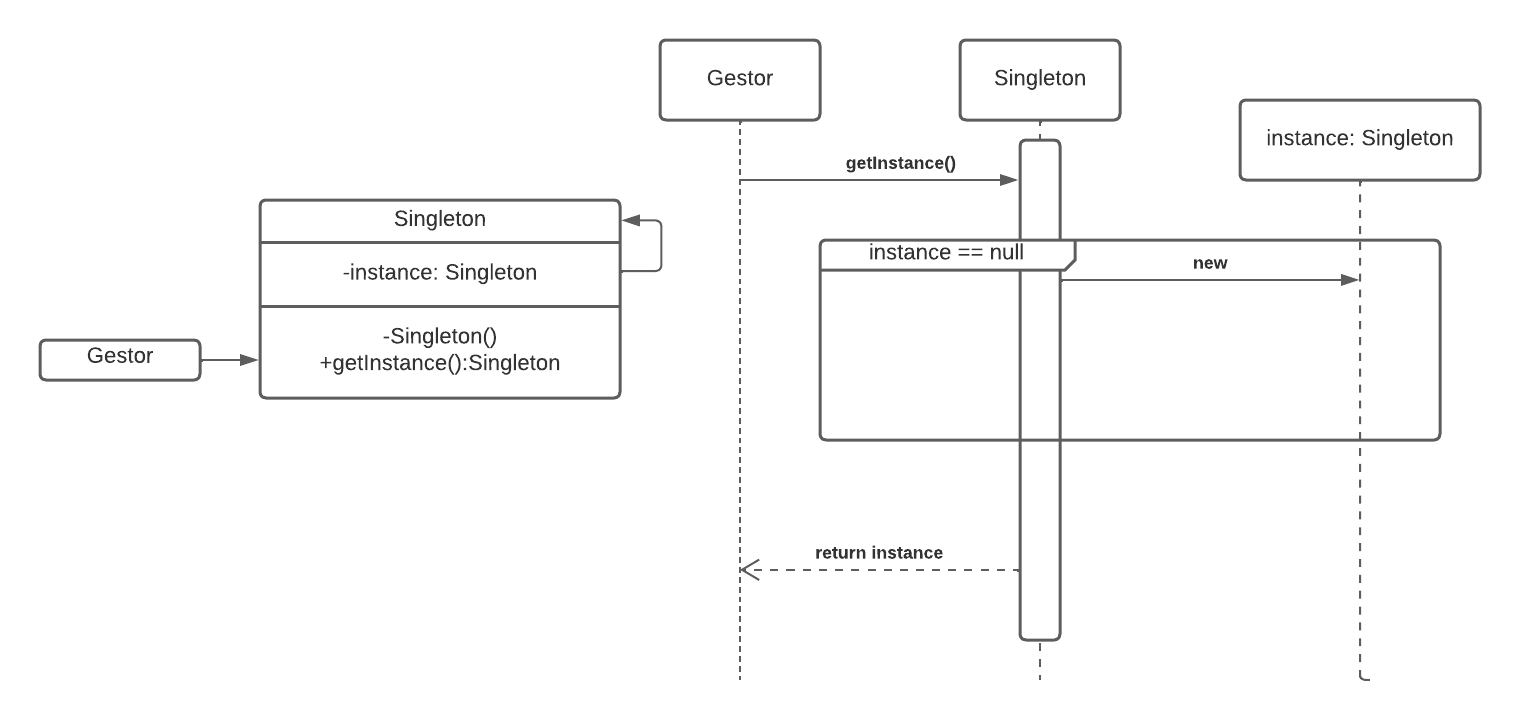 Gestor
Singleton
instance: Singleton
getInstance()
Singleton
-instance: Singleton
-Singleton()
+getInstance():Singleton
Gestor
instance == null
new
return instance